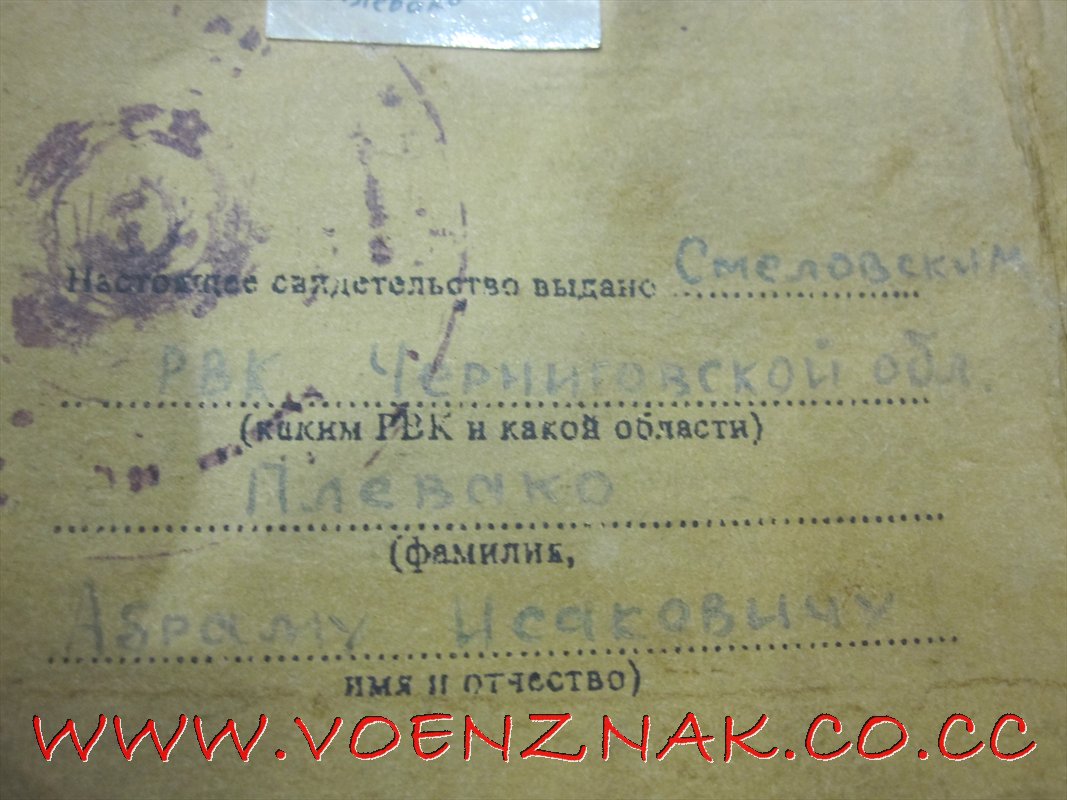 Плевако
Настоящее свидетельство выдано Смеловским
РВК Черниговской обл.
(каким РВК и какой области)
Плевако
(фамилия,
Абраму Исаковичу
имя и отчество)
WWW.VOENZNAK.CO.CC